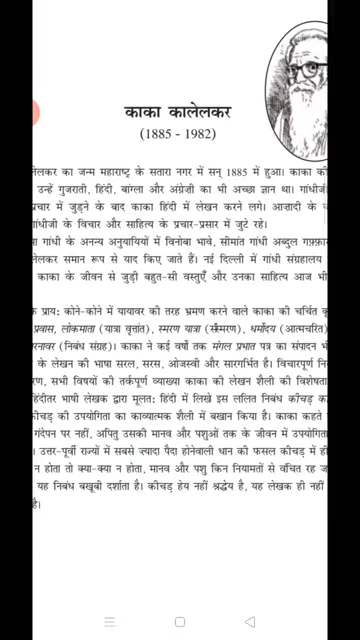 काका कालेलकर
(1885 - 1982)
लेलकर का जन्म महाराष्ट्र के सतारा नगर में सन् 1885 में हुआ। काका की
उन्हें गुजराती, हिंदी, बांग्ला और अंग्रेज़ी का भी अच्छा ज्ञान था। गांधीजी
प्रचार में जुड़ने के बाद काका हिंदी में लेखन करने लगे। आज़ादी के
गांधीजी के विचार और साहित्य के प्रचार-प्रसार में जुटे रहे।
गांधी के अनन्य अनुयायियों में विनोबा भावे, सीमांत गांधी अब्दुल गफ़्फ़ा
लेलकर समान रूप से याद किए जाते हैं। नई दिल्ली में गांधी संग्रहालय
काका के जीवन से जुड़ी बहुत-सी वस्तुएँ और उनका साहित्य आज भी
के प्राय: कोने-कोने में यायावर की तरह भ्रमण करने वाले काका की चर्चित
प्रवास, लोकमाता (यात्रा वृत्तांत), स्मरण यात्रा (संस्मरण), धर्मोदय (आत्मचरित)
रनावर (निबंध संग्रह)। काका ने कई वर्षों तक मंगल प्रभात पत्र का संपादन
के लेखन की भाषा सरल, सरस, ओजस्वी और सारगर्भित है। विचारपूर्ण नि
रण, सभी विषयों की तर्कपूर्ण व्याख्या काका की लेखन शैली की विशेषता
हिंदीतर भाषी लेखक द्वारा मूलत: हिंदी में लिखे इस ललित निबंध कीचड़ का
कीचड़ की उपयोगिता का काव्यात्मक शैली में बखान किया है। काका कहते
गंदेपन पर नहीं, अपितु उसकी मानव और पशुओं तक के जीवन में उपयोगिता
उत्तर-पूर्वी राज्यों में सबसे ज़्यादा पैदा होनेवाली धान की फसल कीचड़ में ही
न होता तो क्या-क्या न होता, मानव और पशु किन नियामतों से वंचित रह ज
यह निबंध बखूबी दर्शाता है। कीचड़ हेय नहीं श्रद्धेय है, यह लेखक ही नहीं
है।